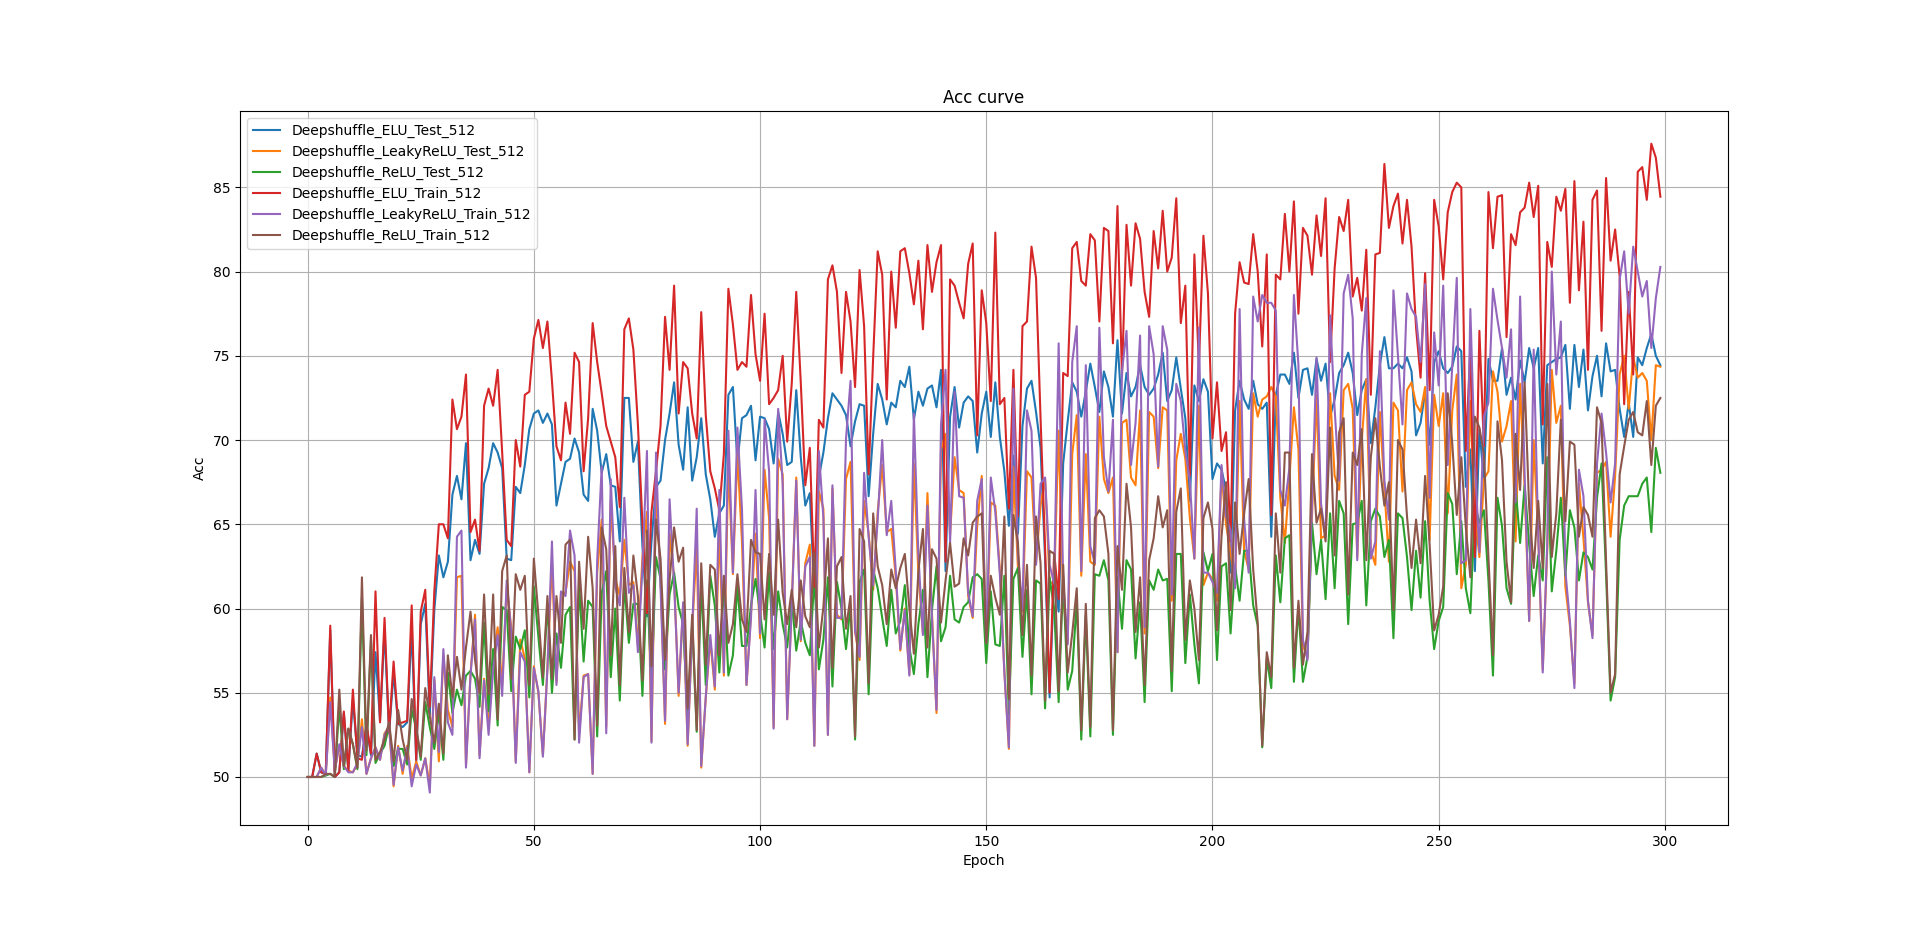 Acc curve
Deepshuffle_ELU_Test_512
Deepshuffle_LeakyReLU_Test_512
Deepshuffle_ReLU_Test_512
Deepshuffle_ELU_Train_512
Deepshuffle_LeakyReLU_Train_512
Deepshuffle_ReLU_Train_512
85
80
75
70
65
60
55
50
Acc
0 50 100 150 200 250 300
Epoch